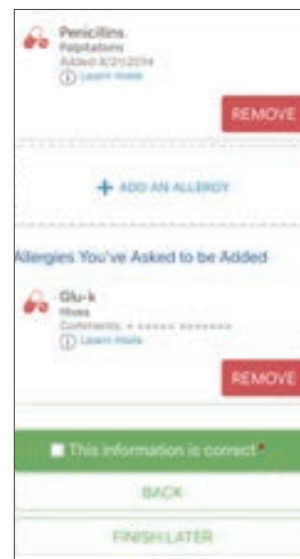 Penicillins
Palpitations
Added 8/21/2014
Learn more
REMOVE
+ ADD AN ALLERGY
Allergies You've Asked to be Added
Glu-k
Hives
Comments:
Learn more
REMOVE
This information is correct*
BACK
FINISH LATER